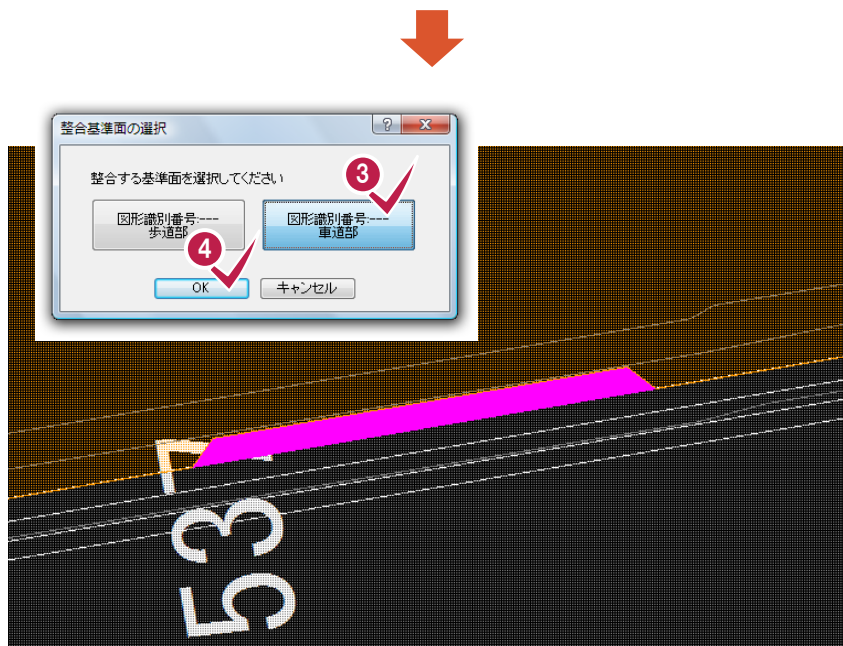 整合基準面の選択
整合する基準面を選択してください
3
図形識別番号:---
歩道部
図形識別番号:---
車道部
4
OK
キャンセル
537